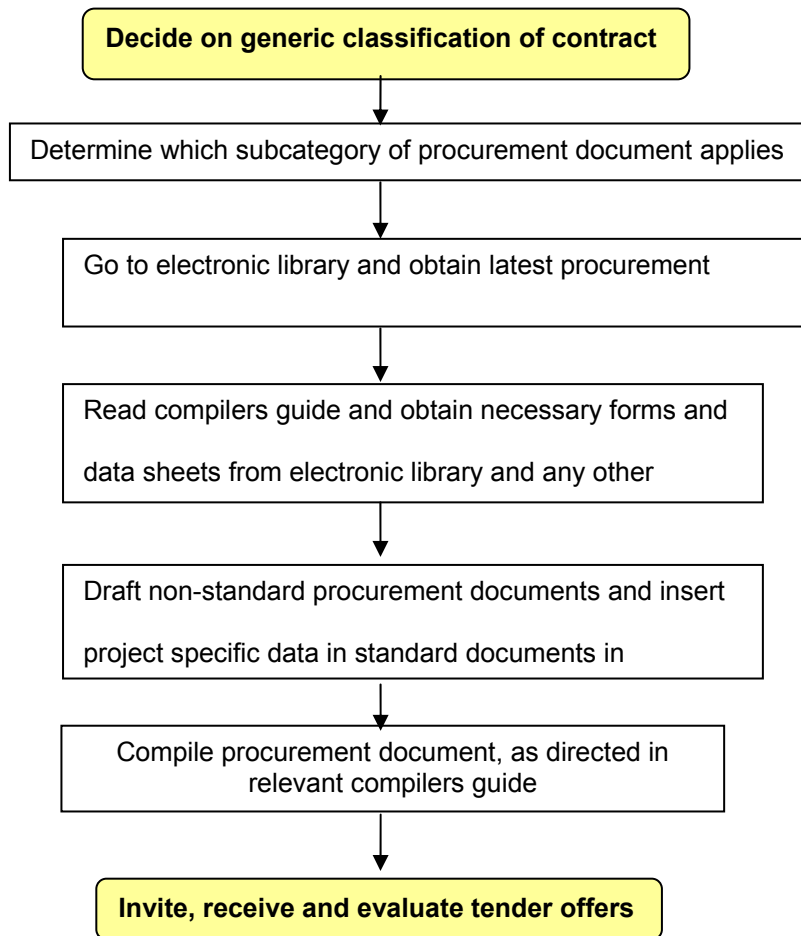 Decide on generic classification of contract
Determine which subcategory of procurement document applies
Go to electronic library and obtain latest procurement
Read compilers guide and obtain necessary forms and
data sheets from electronic library and any other
Draft non-standard procurement documents and insert
project specific data in standard documents in
Compile procurement document, as directed in
relevant compilers guide
Invite, receive and evaluate tender offers